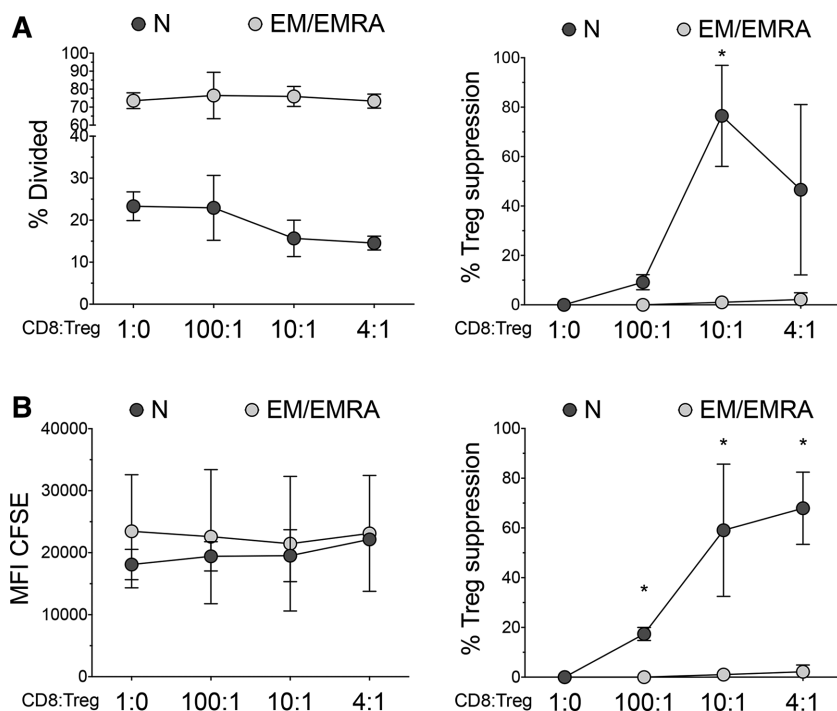 A
N
EM/EMRA
% Divided
100
90
80
70
60
40
30
20
10
0
CD8:Treg
1:0
100:1
10:1
4:1
N
EM/EMRA
% Treg suppression
100
80
60
40
20
0
*
CD8:Treg
1:0
100:1
10:1
4:1
B
N
EM/EMRA
MFI CFSE
40000
30000
20000
10000
0
CD8:Treg
1:0
100:1
10:1
4:1
N
EM/EMRA
% Treg suppression
100
80
60
40
20
0
*
*
*
CD8:Treg
1:0
100:1
10:1
4:1